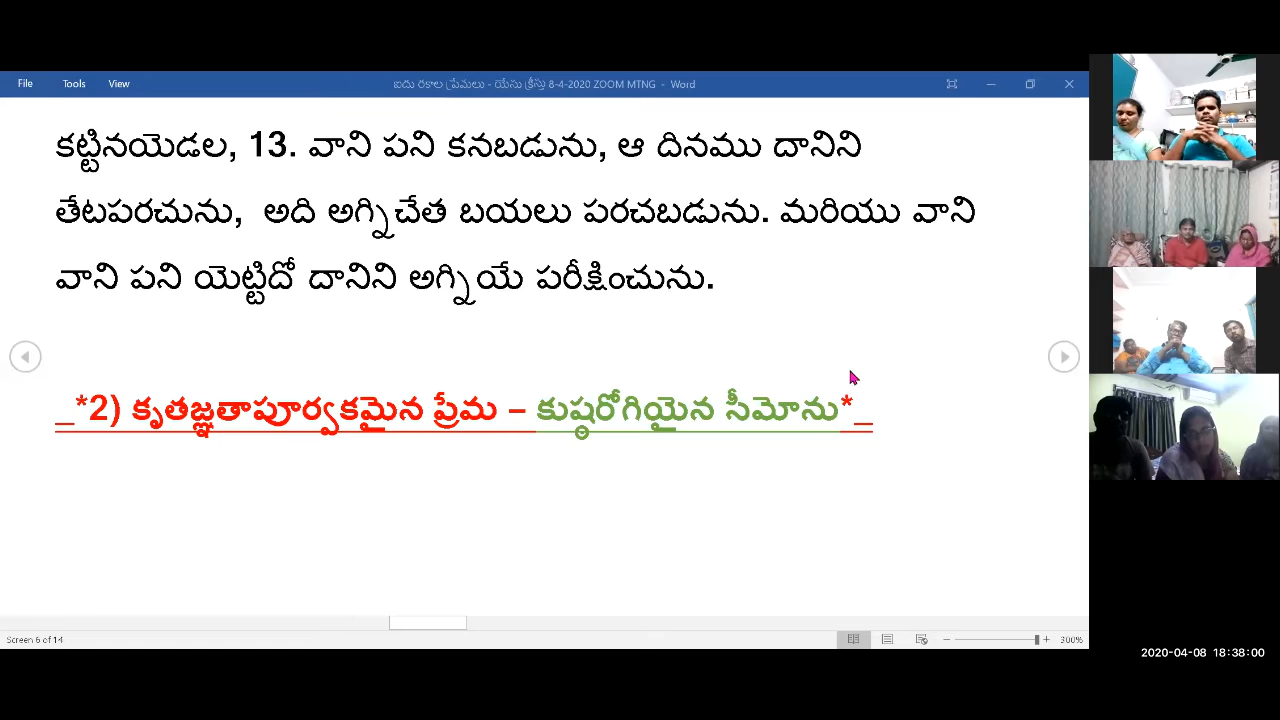 File Tools View ఐదు రకాల ప్రేమలు - యేసు క్రీస్తు 8-4-2020 ZOOM MTNG - Word
కట్టినయెడల, 13. వాని పని కనబడును, ఆ దినము దానిని
తేటపరచును, అది అగ్నిచేత బయలు పరచబడును. మరియు వాని
వాని పని యెట్టిదో దానిని అగ్నియే పరీక్షించును.
_*2) కృతజ్ఞతాపూర్వకమైన ప్రేమ – కుష్ఠరోగియైన సీమోను*_
Screen 6 of 14 300%
2020-04-08 18:38:00